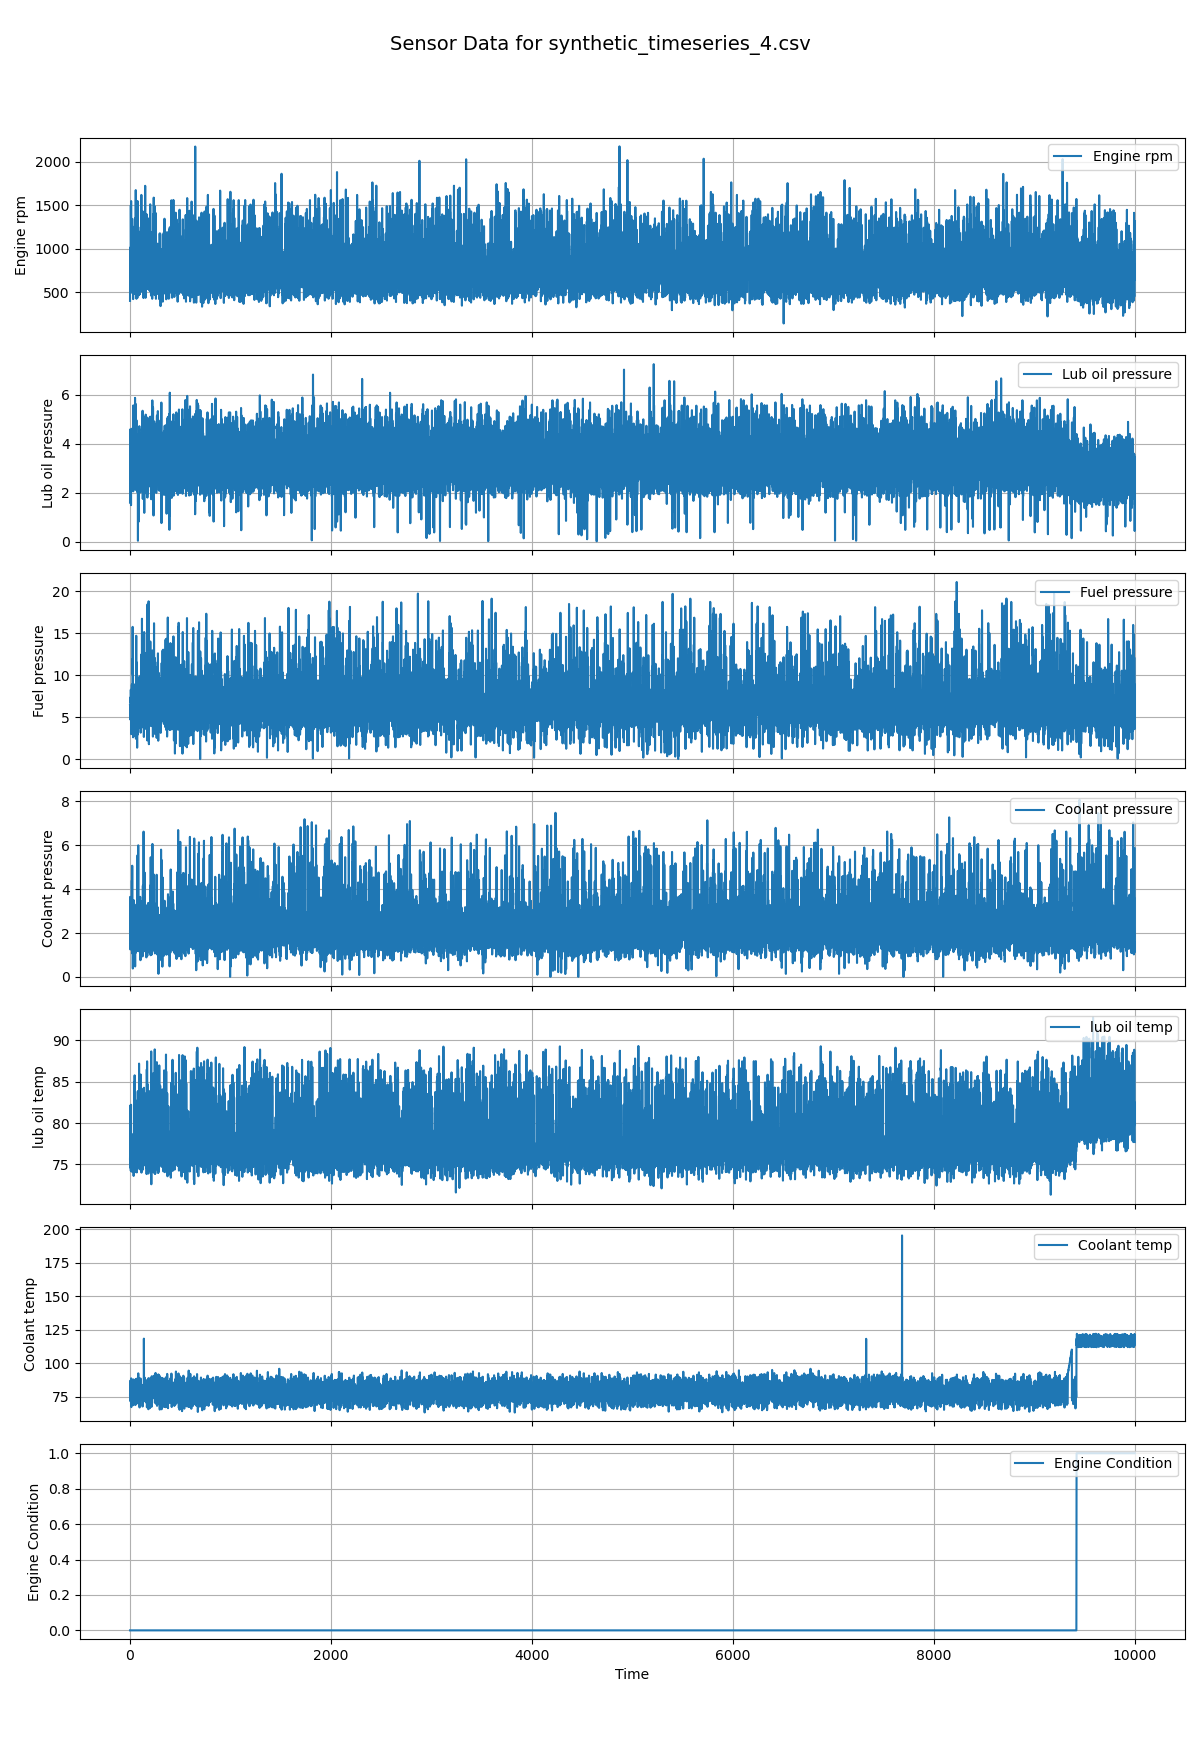 Sensor Data for synthetic_timeseries_4.csv
Engine rpm
2000
1500
1000
500
Engine rpm
Lub oil pressure
6
4
2
0
Lub oil pressure
Fuel pressure
20
15
10
5
0
Fuel pressure
Coolant pressure
8
6
4
2
0
Coolant pressure
lub oil temp
90
85
80
75
lub oil temp
Coolant temp
200
175
150
125
100
75
Coolant temp
Engine Condition
1.0
0.8
0.6
0.4
0.2
0.0
Engine Condition
0 2000 4000 6000 8000 10000
Time